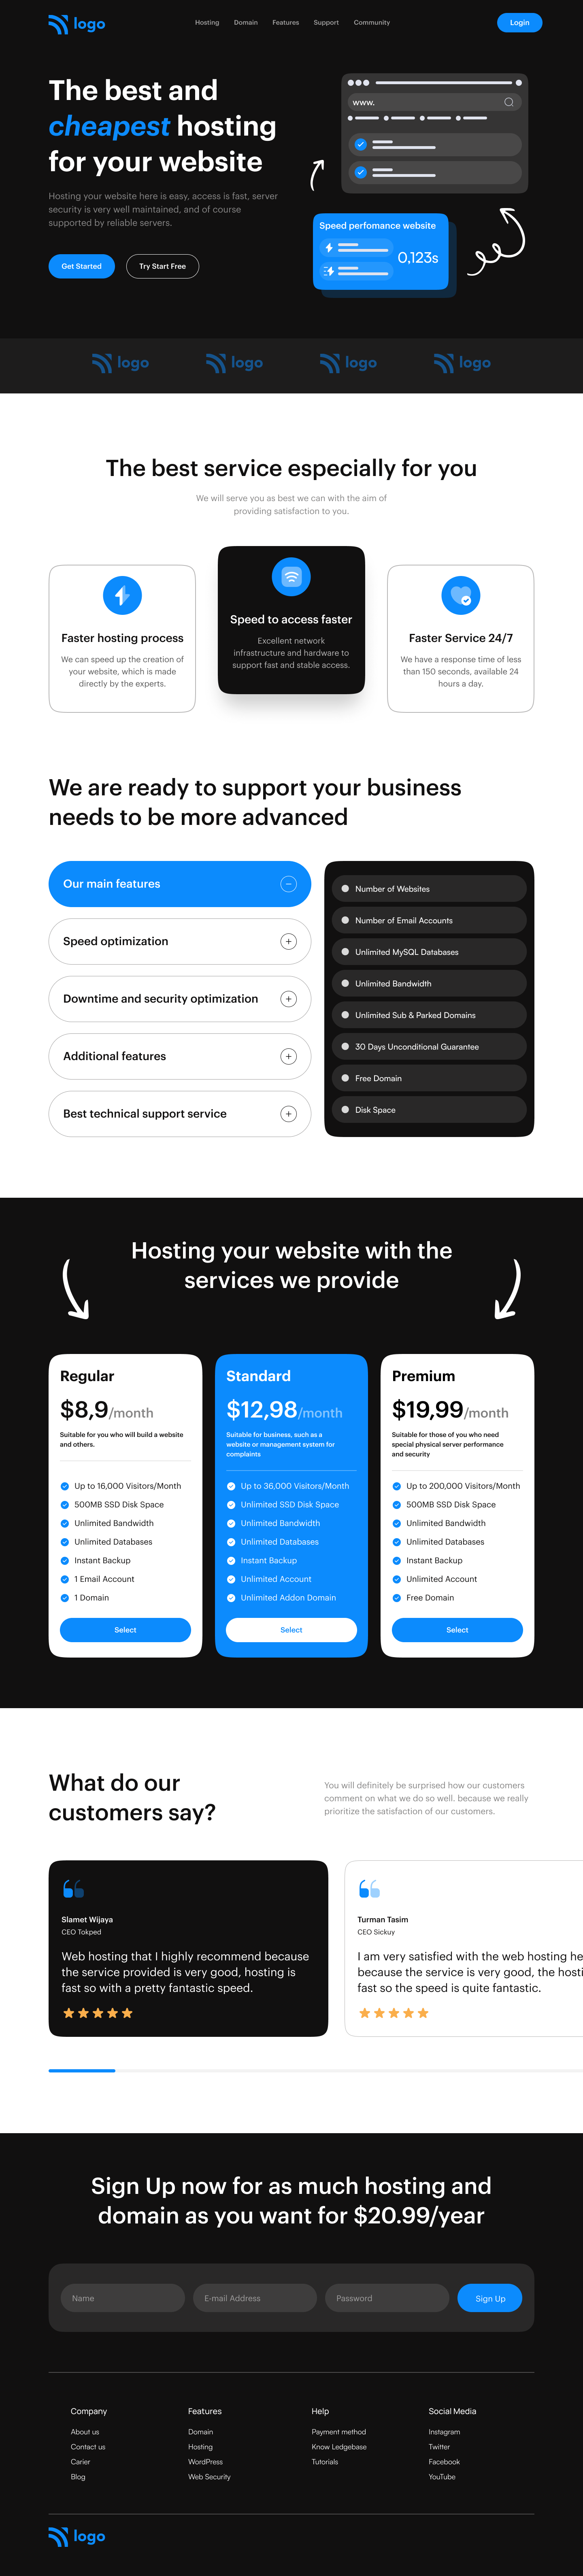 logo
Hosting Domain Features Support Community
Login
The best and
cheapest hosting
for your website
Hosting your website here is easy, access is fast, server
security is very well maintained, and of course
supported by reliable servers.
Get Started
Try Start Free
www.
Speed perfomance website
0,123s
logo logo logo logo
The best service especially for you
We will serve you as best we can with the aim of
providing satisfaction to you.
Faster hosting process
We can speed up the creation of
your website, which is made
directly by the experts.
Speed to access faster
Excellent network
infrastructure and hardware to
support fast and stable access.
Faster Service 24/7
We have a response time of less
than 150 seconds, available 24
hours a day.
We are ready to support your business
needs to be more advanced
Our main features
Speed optimization
Downtime and security optimization
Additional features
Best technical support service
Number of Websites
Number of Email Accounts
Unlimited MySQL Databases
Unlimited Bandwidth
Unlimited Sub & Parked Domains
30 Days Unconditional Guarantee
Free Domain
Disk Space
Hosting your website with the
services we provide
Regular
$8,9/month
Suitable for you who will build a website
and others.
Up to 16,000 Visitors/Month
500MB SSD Disk Space
Unlimited Bandwidth
Unlimited Databases
Instant Backup
1 Email Account
1 Domain
Select
Standard
$12,98/month
Suitable for business, such as a
website or management system for
complaints
Up to 36,000 Visitors/Month
Unlimited SSD Disk Space
Unlimited Bandwidth
Unlimited Databases
Instant Backup
Unlimited Account
Unlimited Addon Domain
Select
Premium
$19,99/month
Suitable for those of you who need
special physical server performance
and security
Up to 200,000 Visitors/Month
500MB SSD Disk Space
Unlimited Bandwidth
Unlimited Databases
Instant Backup
Unlimited Account
Free Domain
Select
What do our
customers say?
You will definitely be surprised how our customers
comment on what we do so well. because we really
prioritize the satisfaction of our customers.
Slamet Wijaya
CEO Tokped
Web hosting that I highly recommend because
the service provided is very good, hosting is
fast so with a pretty fantastic speed.
Turman Tasim
CEO Sickuy
I am very satisfied with the web hosting he
because the service is very good, the hosti
fast so the speed is quite fantastic.
Sign Up now for as much hosting and
domain as you want for $20.99/year
Name
E-mail Address
Password
Sign Up
Company
About us
Contact us
Carier
Blog
Features
Domain
Hosting
WordPress
Web Security
Help
Payment method
Know Ledgebase
Tutorials
Social Media
Instagram
Twitter
Facebook
YouTube
logo